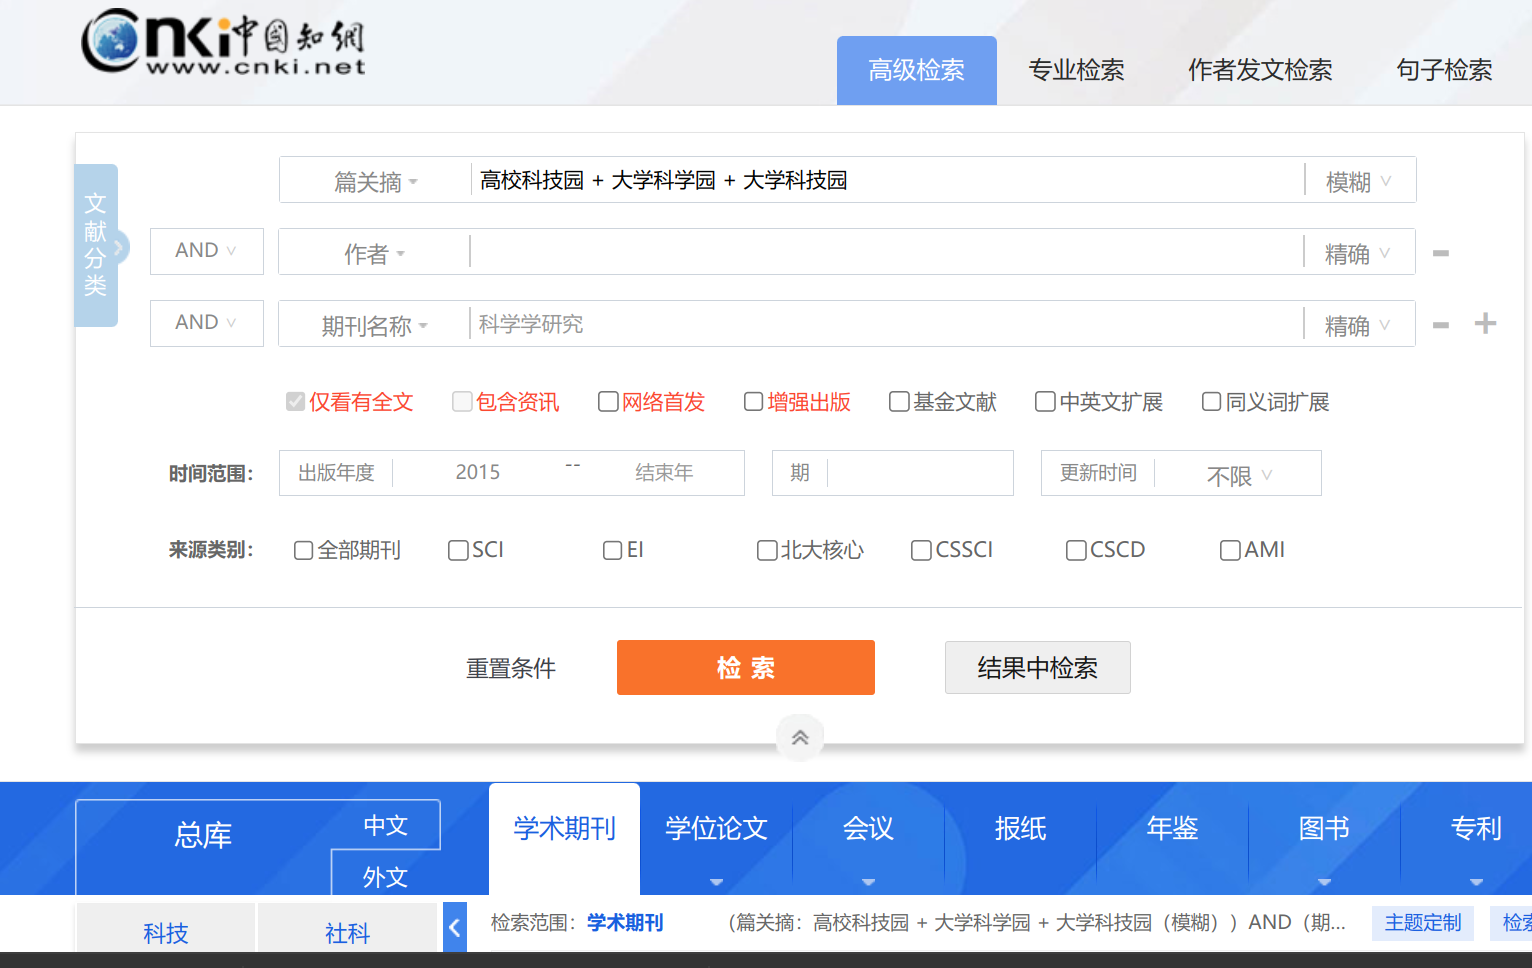 cnki中国知网
www.cnki.net
高级检索 专业检索 作者发文检索 句子检索
文献分类
篇关摘 高校科技园 + 大学科学园 + 大学科技园 模糊
AND 作者 精确
AND 期刊名称 科学学研究 精确
仅看有全文 包含资讯 网络首发 增强出版 基金文献 中英文扩展 同义词扩展
时间范围： 出版年度 2015 -- 结束年 期 更新时间 不限
来源类别： 全部期刊 SCI EI 北大核心 CSSCI CSCD AMI
重置条件 检索 结果中检索
总库 中文 外文 学术期刊 学位论文 会议 报纸 年鉴 图书 专利
科技 社科 检索范围：学术期刊 （篇关摘：高校科技园 + 大学科学园 + 大学科技园（模糊））AND（期... 主题定制 检索